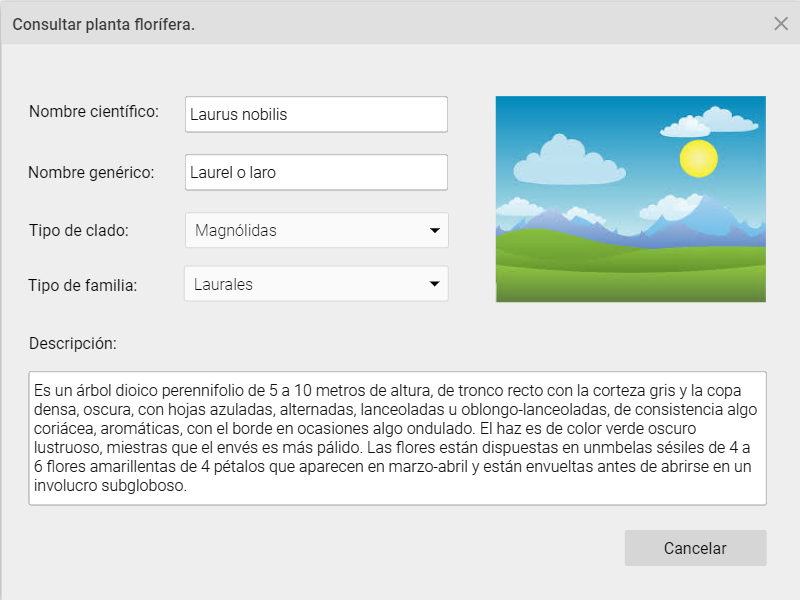 Consultar planta florífera.
Nombre científico: Laurus nobilis
Nombre genérico: Laurel o laro
Tipo de clado: Magnólidas
Tipo de familia: Laurales
Descripción:
Es un árbol dioico perennifolio de 5 a 10 metros de altura, de tronco recto con la corteza gris y la copa
densa, oscura, con hojas azuladas, alternadas, lanceoladas u oblongo-lanceoladas, de consistencia algo
coriácea, aromáticas, con el borde en ocasiones algo ondulado. El haz es de color verde oscuro
lustruoso, miestras que el envés es más pálido. Las flores están dispuestas en unmbelas sésiles de 4 a
6 flores amarillentas de 4 pétalos que aparecen en marzo-abril y están envueltas antes de abrirse en un
involucro subgloboso.
Cancelar